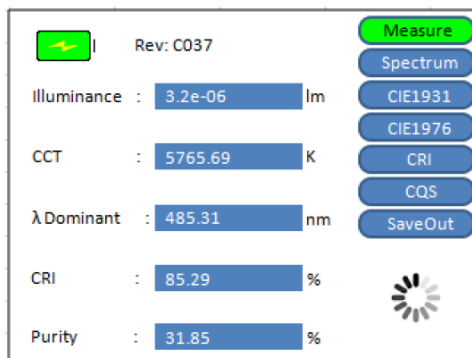 Rev: C037
Measure
Spectrum
Illuminance : 3.2e-06 lm
CIE1931
CIE1976
CCT : 5765.69 K
CRI
CQS
λ Dominant : 485.31 nm
SaveOut
CRI : 85.29 %
Purity : 31.85 %